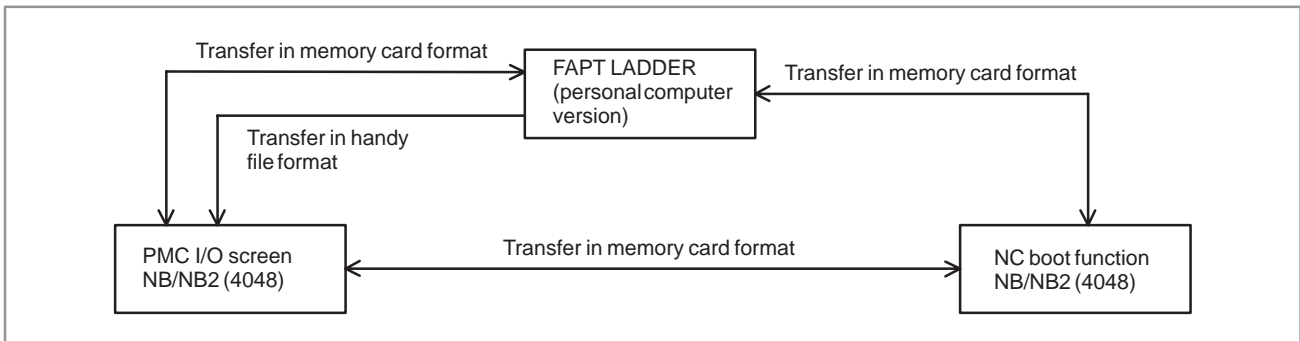 Transfer in memory card format
FAPT LADDER
(personal computer
version)
Transfer in memory card format
Transfer in handy
file format
PMC I/O screen
NB/NB2 (4048)
Transfer in memory card format
NC boot function
NB/NB2 (4048)